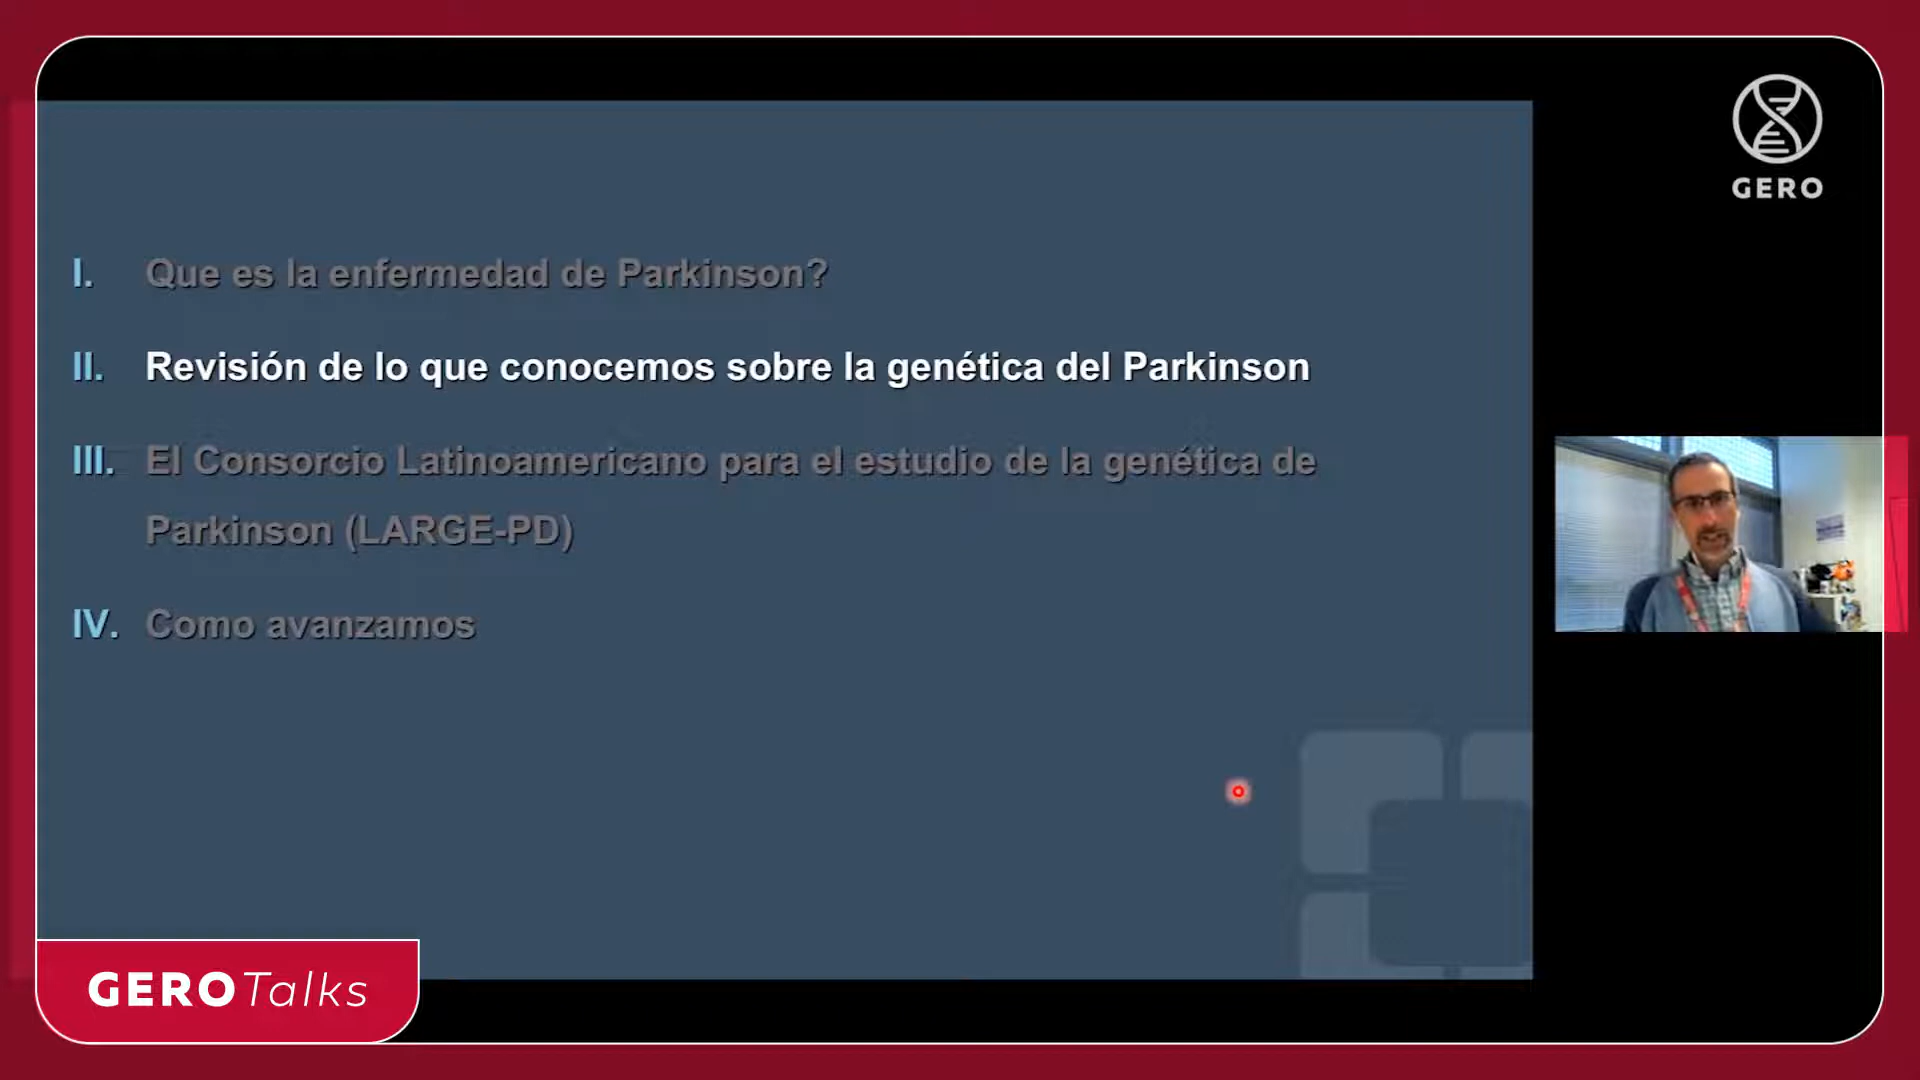 GERO
I. Que es la enfermedad de Parkinson?
II. Revisión de lo que conocemos sobre la genética del Parkinson
III. El Consorcio Latinoamericano para el estudio de la genética de
Parkinson (LARGE-PD)
IV. Como avanzamos
GEROTalks